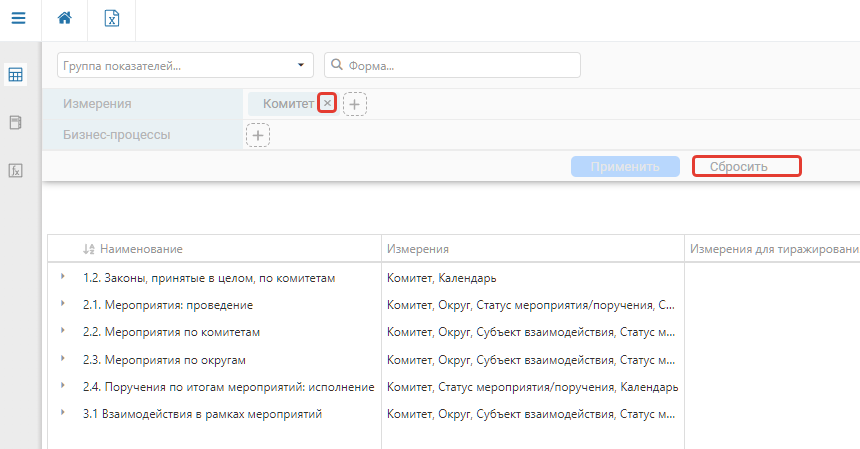 Группа показателей...
Форма...
Измерения
Комитет
Бизнес-процессы
Применить
Сбросить
Наименование
Измерения
Измерения для тиражировани
1.2. Законы, принятые в целом, по комитетам
Комитет, Календарь
2.1. Мероприятия: проведение
Комитет, Округ, Статус мероприятия/поручения, С...
2.2. Мероприятия по комитетам
Комитет, Округ, Субъект взаимодействия, Статус м...
2.3. Мероприятия по округам
Комитет, Округ, Субъект взаимодействия, Статус м...
2.4. Поручения по итогам мероприятий: исполнение
Комитет, Статус мероприятия/поручения, Календарь
3.1 Взаимодействия в рамках мероприятий
Комитет, Округ, Субъект взаимодействия, Статус м...